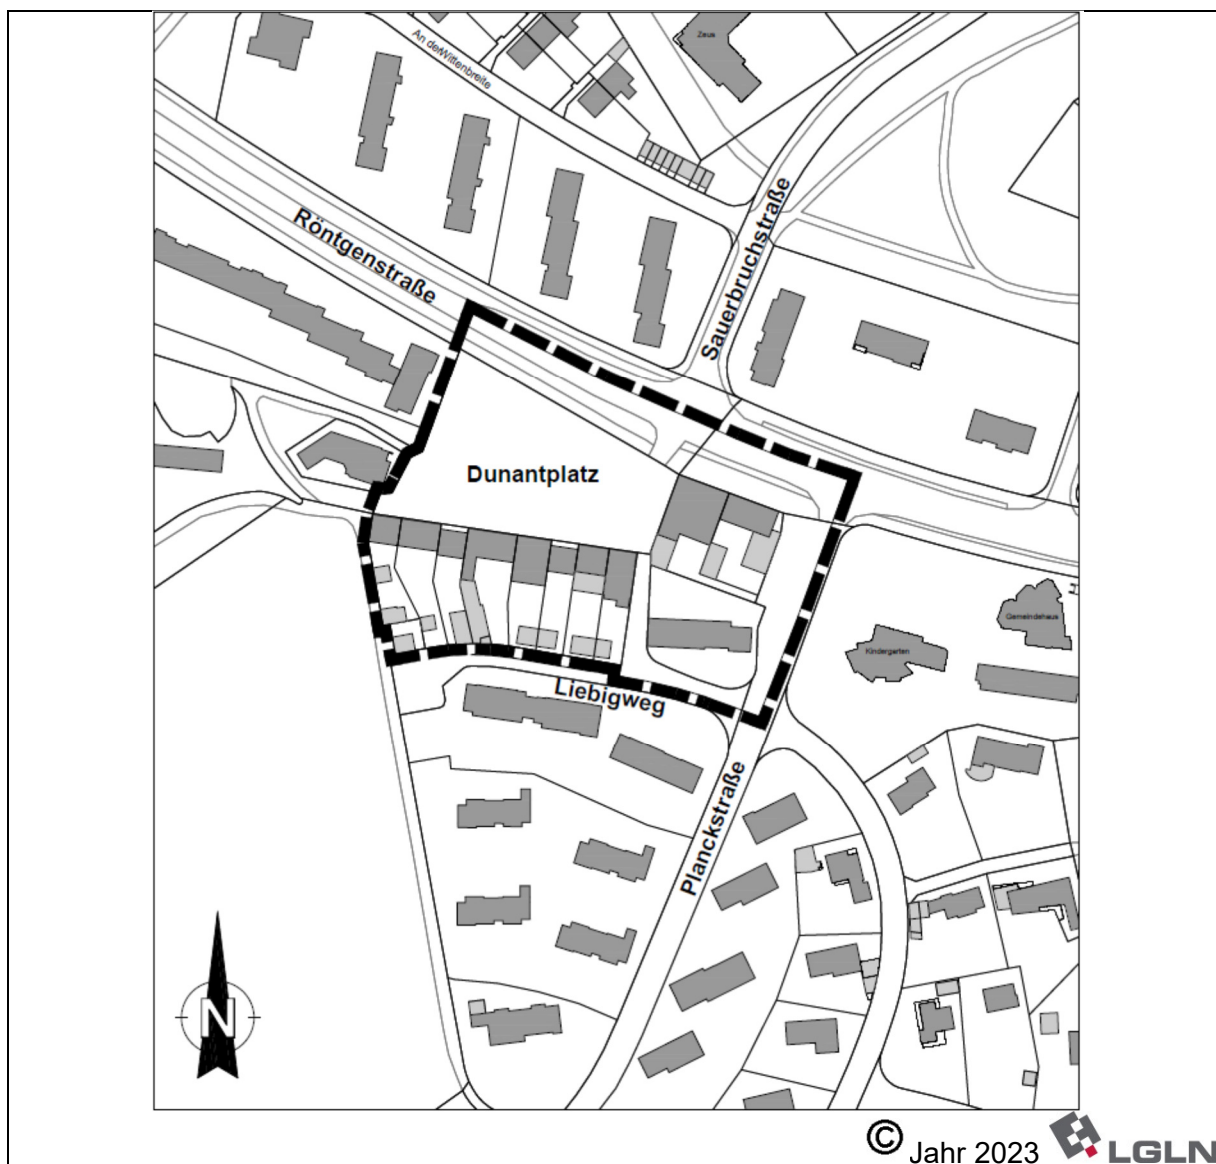 An der Wittenbreite
Zeus
Röntgenstraße
Sauerbruchstraße
Dunantplatz
Gemeindehaus
Kindergarten
Liebigweg
Planckstraße
N
© Jahr 2023 LGLN